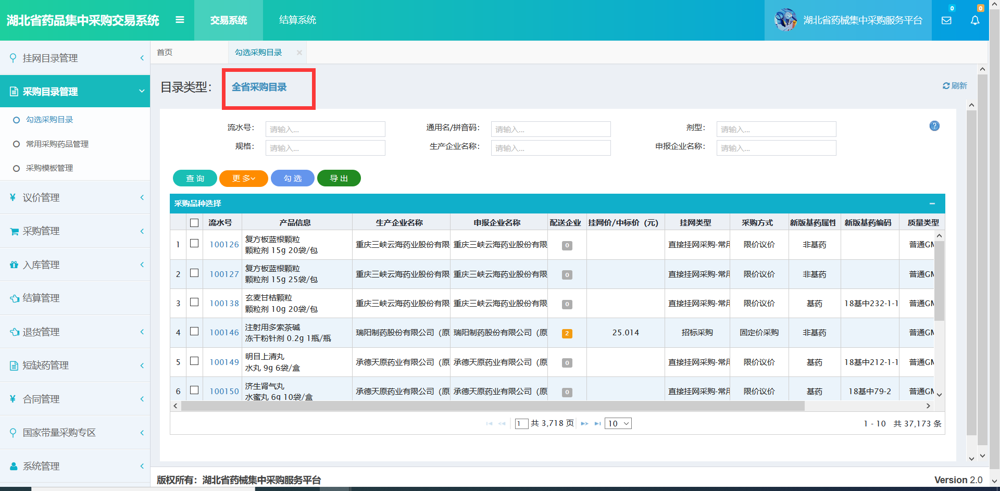 湖北省药品集中采购交易系统
交易系统
结算系统
湖北省药械集中采购服务平台
0
0
挂网目录管理
采购目录管理
勾选采购目录
常用采购药品管理
采购模板管理
议价管理
采购管理
入库管理
结算管理
退货管理
短缺药管理
合同管理
国家带量采购专区
系统管理
首页
勾选采购目录
目录类型：
全省采购目录
刷新
流水号： 请输入...
通用名/拼音码： 请输入...
剂型： 请输入...
规格： 请输入...
生产企业名称： 请输入...
申报企业名称： 请输入...
查 询
更 多
勾 选
导 出
采购品种选择
流水号 产品信息 生产企业名称 申报企业名称 配送企业 挂网价/中标价（元） 挂网类型 采购方式 新版基药属性 新版基药编码 质量类型
1 100126 复方板蓝根颗粒 重庆三峡云海药业股份有限 重庆三峡云海药业股份有限 0 直接挂网采购-常用 限价议价 非基药 普通GM
颗粒剂 15g 20袋/包
2 100127 复方板蓝根颗粒 重庆三峡云海药业股份有限 重庆三峡云海药业股份有限 0 直接挂网采购-常用 限价议价 非基药 普通GM
颗粒剂 15g 25袋/包
3 100138 玄麦甘桔颗粒 重庆三峡云海药业股份有限 重庆三峡云海药业股份有限 0 直接挂网采购-常用 限价议价 基药 18基中232-1-1 普通GM
颗粒剂 10g 20袋/包
4 100146 注射用多索茶碱 瑞阳制药股份有限公司（原 瑞阳制药股份有限公司（原 2 25.014 招标采购 固定价采购 非基药 普通GM
冻干粉针剂 0.2g 1瓶/瓶
5 100149 明目上清丸 承德天原药业有限公司（原 承德天原药业有限公司（原 0 直接挂网采购-常用 限价议价 基药 18基中212-1-1 普通GM
水丸 9g 6袋/盒
6 100150 济生肾气丸 承德天原药业有限公司（原 承德天原药业有限公司（原 0 直接挂网采购-常用 限价议价 基药 18基中79-2 普通GM
水蜜丸 6g 10袋/盒
1 共 3,718 页 10
1 - 10 共 37,173 条
版权所有：湖北省药械集中采购服务平台
Version 2.0